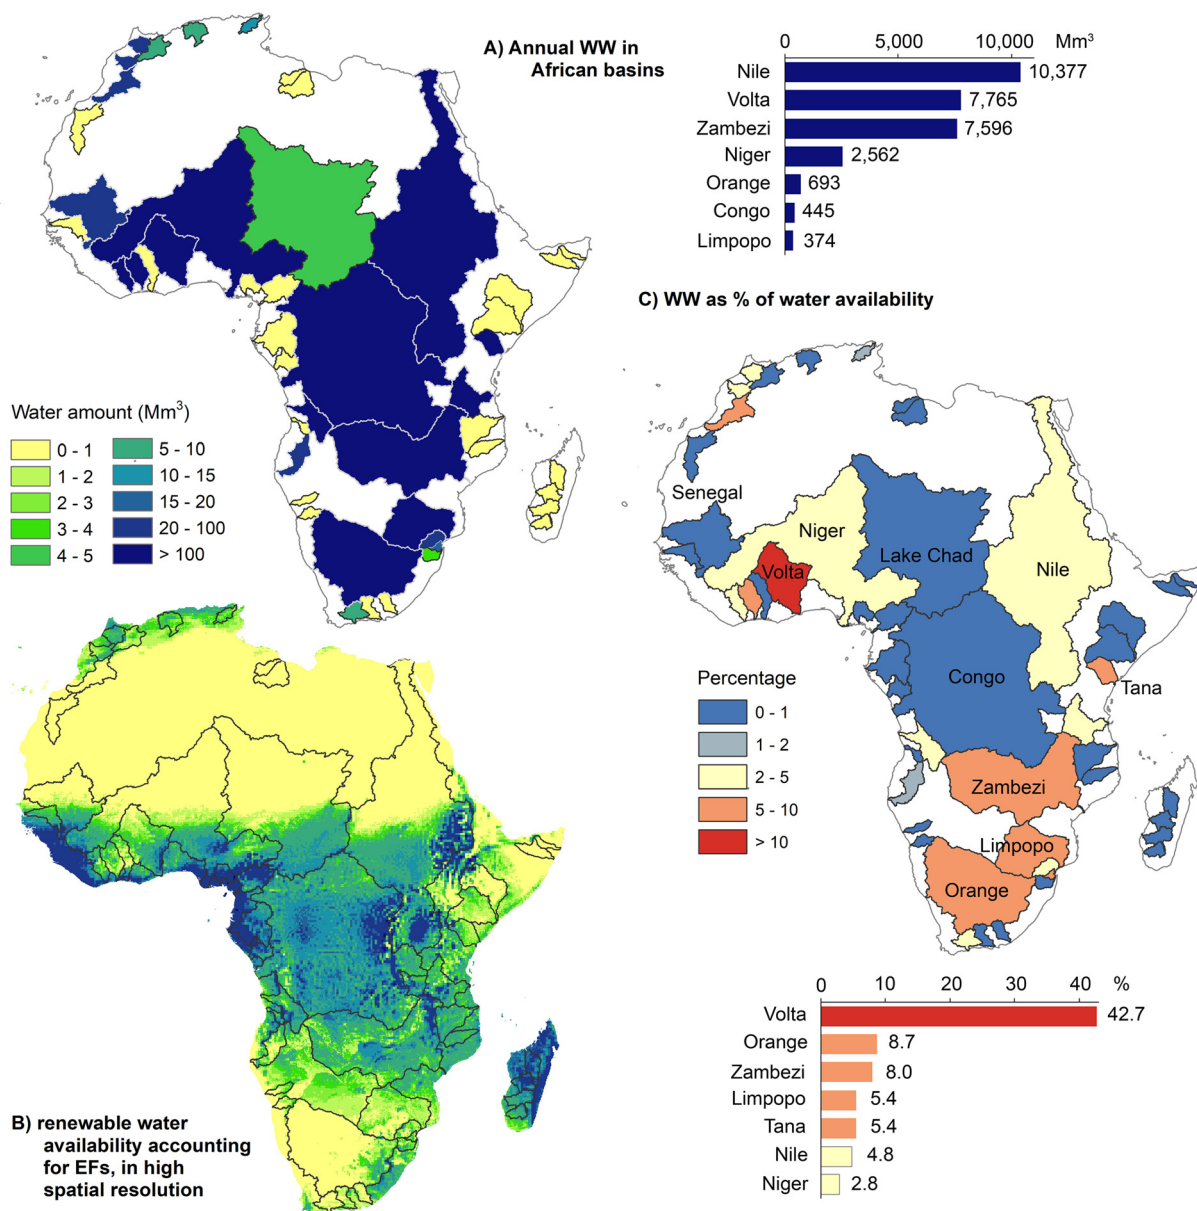 A) Annual WW in
African basins
0 5,000 10,000 Mm³
Nile 10,377
Volta 7,765
Zambezi 7,596
Niger 2,562
Orange 693
Congo 445
Limpopo 374
Water amount (Mm³)
0 - 1 5 - 10
1 - 2 10 - 15
2 - 3 15 - 20
3 - 4 20 - 100
4 - 5 > 100
C) WW as % of water availability
Senegal
Niger
Lake Chad
Volta
Nile
Congo
Tana
Zambezi
Limpopo
Orange
Percentage
0 - 1
1 - 2
2 - 5
5 - 10
> 10
B) renewable water
availability accounting
for EFs, in high
spatial resolution
0 10 20 30 40 %
Volta 42.7
Orange 8.7
Zambezi 8.0
Limpopo 5.4
Tana 5.4
Nile 4.8
Niger 2.8